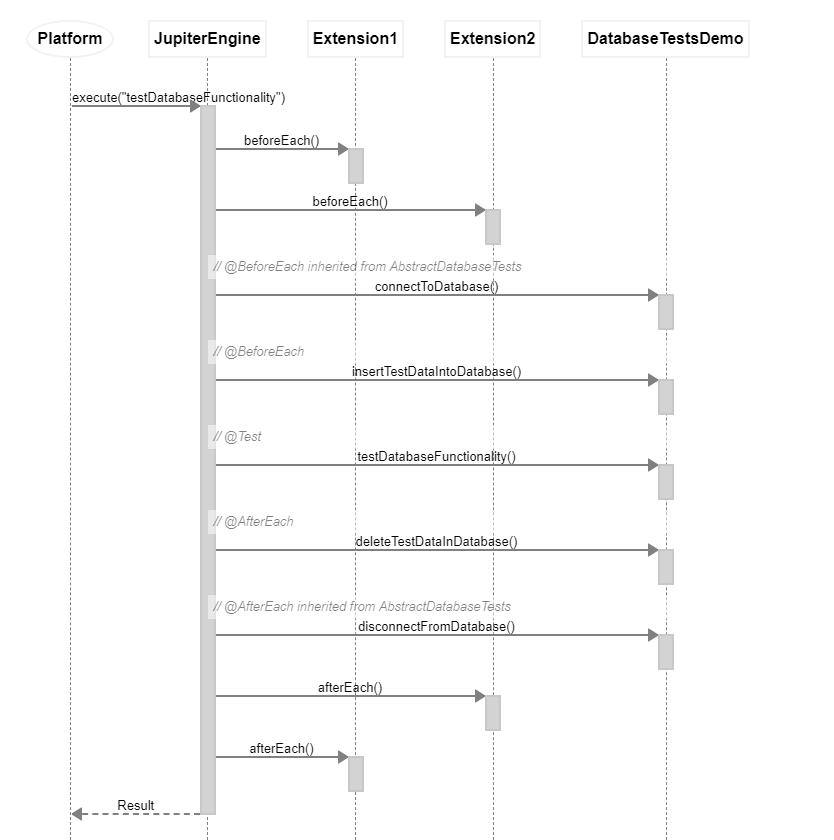 Platform
JupiterEngine
Extension1
Extension2
DatabaseTestsDemo
execute("testDatabaseFunctionality")
beforeEach()
beforeEach()
// @BeforeEach inherited from AbstractDatabaseTests
connectToDatabase()
// @BeforeEach
insertTestDataIntoDatabase()
// @Test
testDatabaseFunctionality()
// @AfterEach
deleteTestDataInDatabase()
// @AfterEach inherited from AbstractDatabaseTests
disconnectFromDatabase()
afterEach()
afterEach()
Result